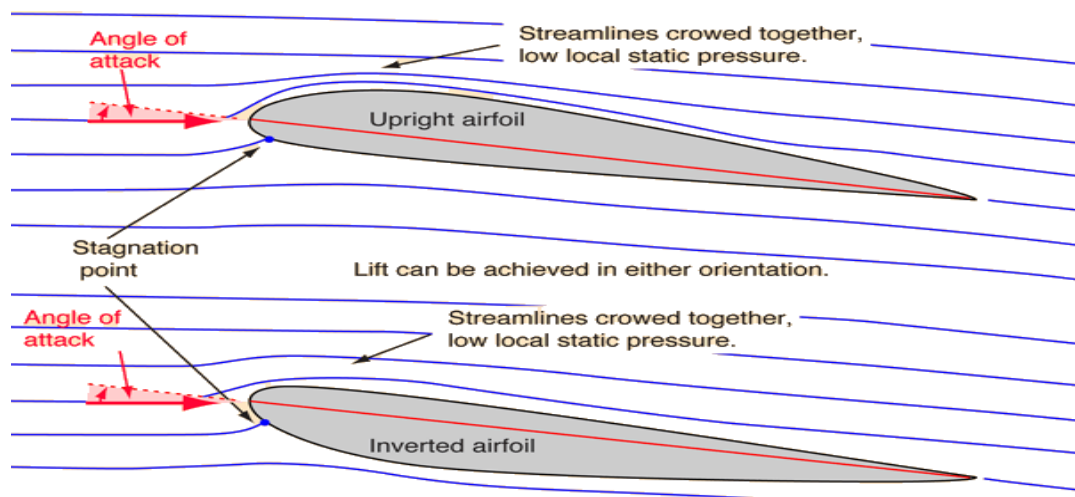 Streamlines crowed together,
low local static pressure.
Angle of
attack
Upright airfoil
Stagnation
point
Lift can be achieved in either orientation.
Streamlines crowed together,
low local static pressure.
Angle of
attack
Inverted airfoil